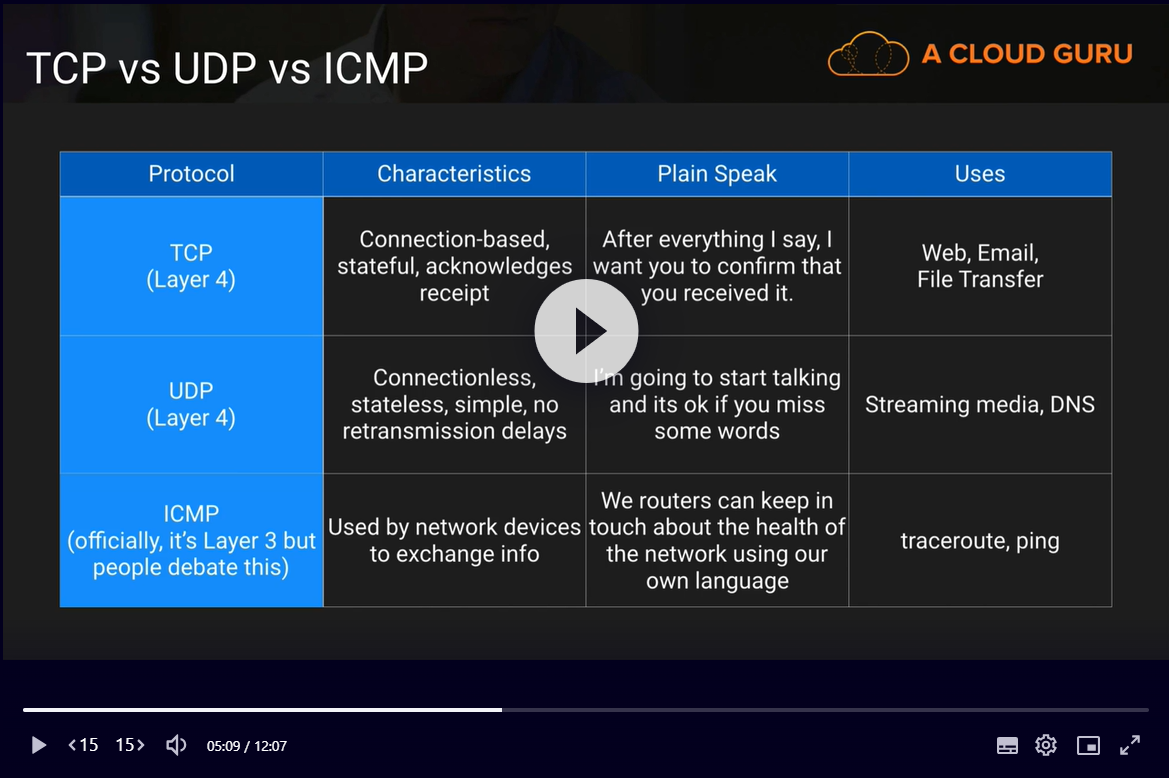 TCP vs UDP vs ICMP
A CLOUD GURU
Protocol
Characteristics
Plain Speak
Uses
TCP
(Layer 4)
Connection-based,
stateful, acknowledges
receipt
After everything I say, I
want you to confirm that
you received it.
Web, Email,
File Transfer
UDP
(Layer 4)
Connectionless,
stateless, simple, no
retransmission delays
I'm going to start talking
and its ok if you miss
some words
Streaming media, DNS
ICMP
(officially, it's Layer 3 but
people debate this)
Used by network devices
to exchange info
We routers can keep in
touch about the health of
the network using our
own language
traceroute, ping
<15 15> 05:09 / 12:07